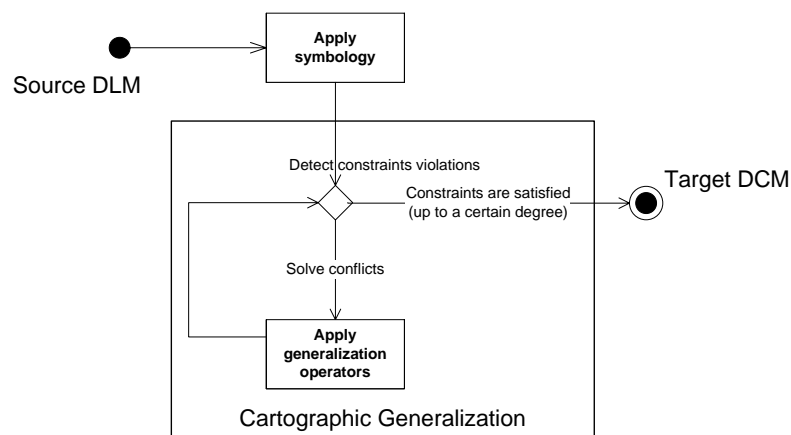 Apply
symbology
Source DLM
Detect constraints violations
Constraints are satisfied
(up to a certain degree)
Target DCM
Solve conflicts
Apply
generalization
operators
Cartographic Generalization